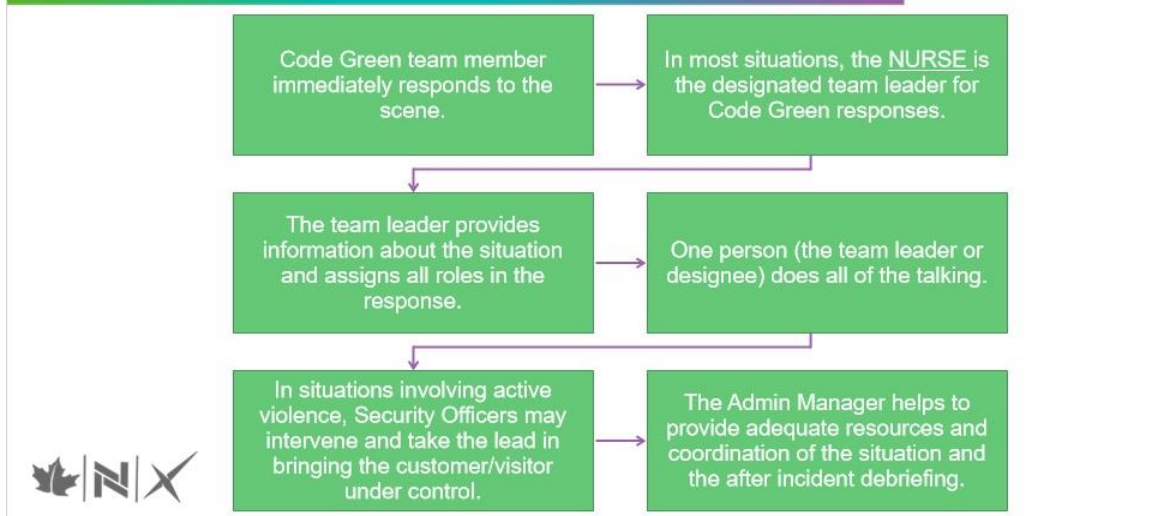 Code Green team member
immediately responds to the
scene.
In most situations, the NURSE is
the designated team leader for
Code Green responses.
The team leader provides
information about the situation
and assigns all roles in the
response.
One person (the team leader or
designee) does all of the talking.
In situations involving active
violence, Security Officers may
intervene and take the lead in
bringing the customer/visitor
under control.
The Admin Manager helps to
provide adequate resources and
coordination of the situation and
the after incident debriefing.
N X